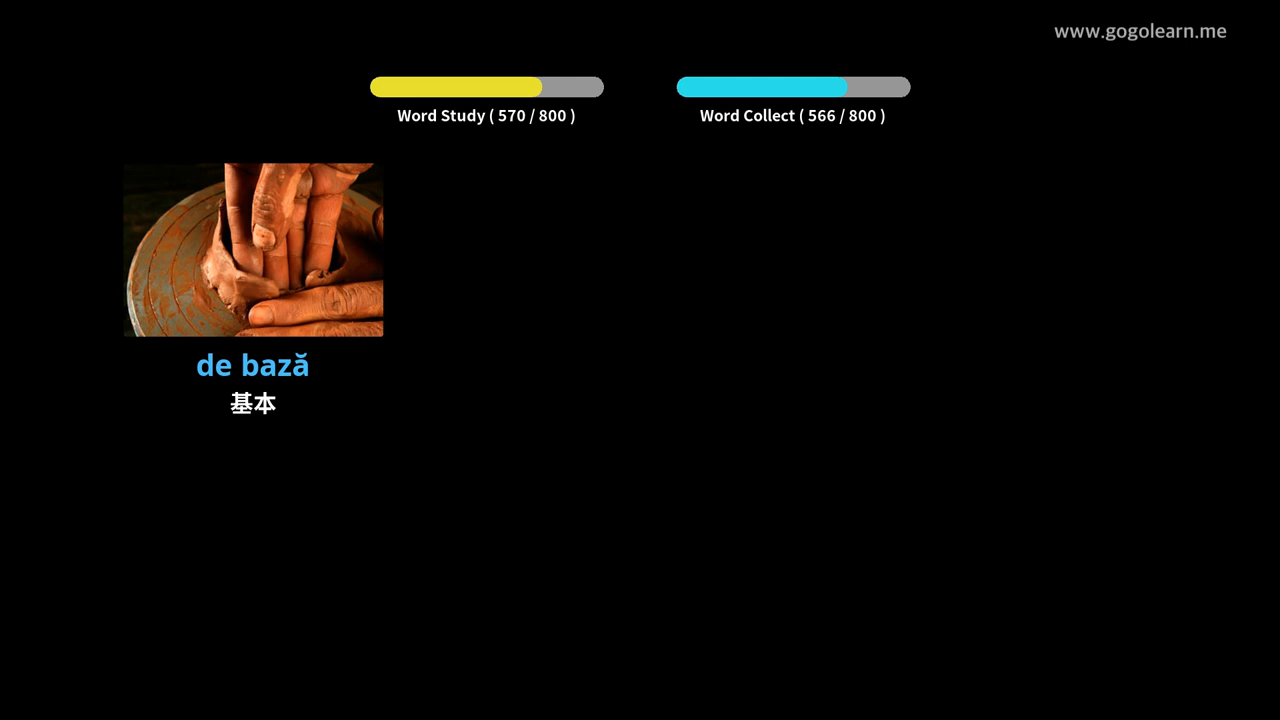 www.gogolearn.me
Word Study ( 570 / 800 )
Word Collect ( 566 / 800 )
de bază
基本